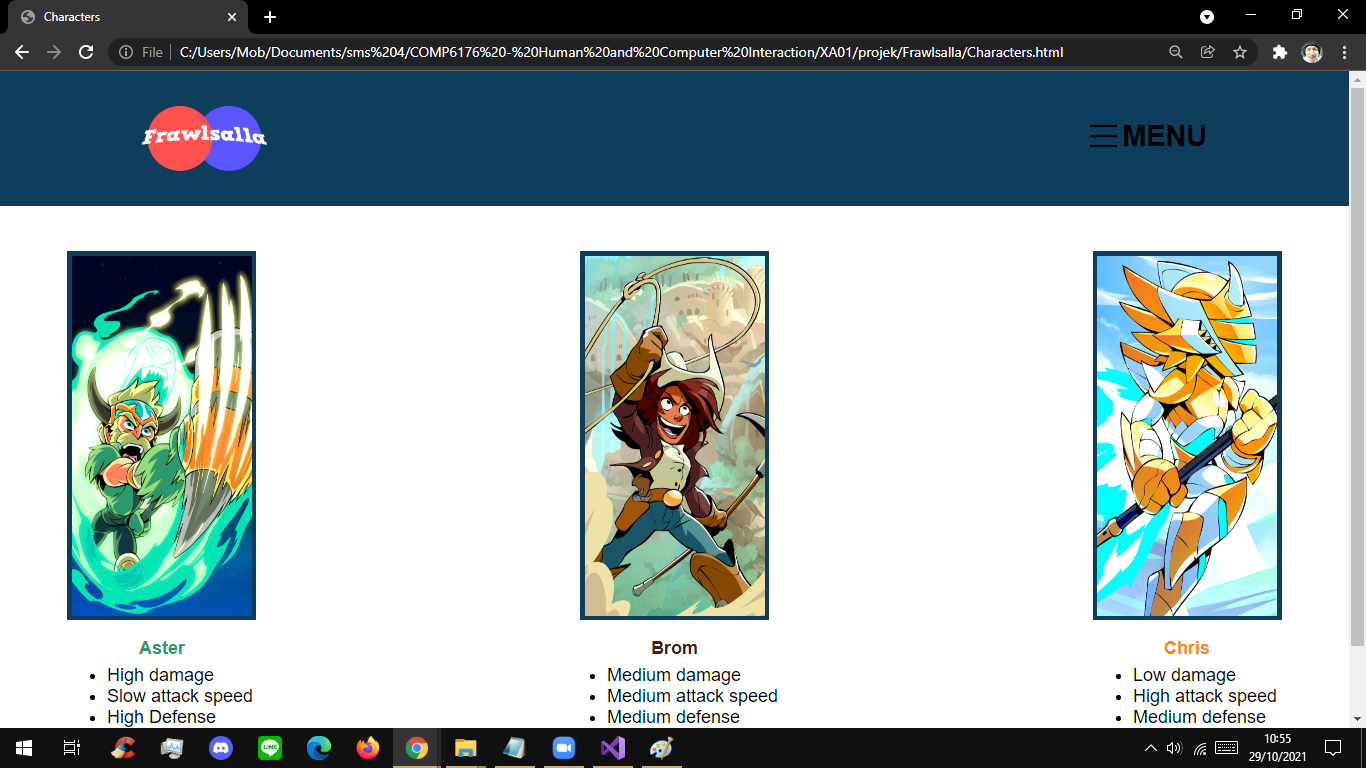 Characters
File
C:/Users/Mob/Documents/sms%204/COMP6176%20-%20Human%20and%20Computer%20Interaction/XA01/projek/Frawlsalla/Characters.html
Frawlsalla
MENU
Aster
High damage
Slow attack speed
High Defense
Brom
Medium damage
Medium attack speed
Medium defense
Chris
Low damage
High attack speed
Medium defense
LINE
10:55
29/10/2021